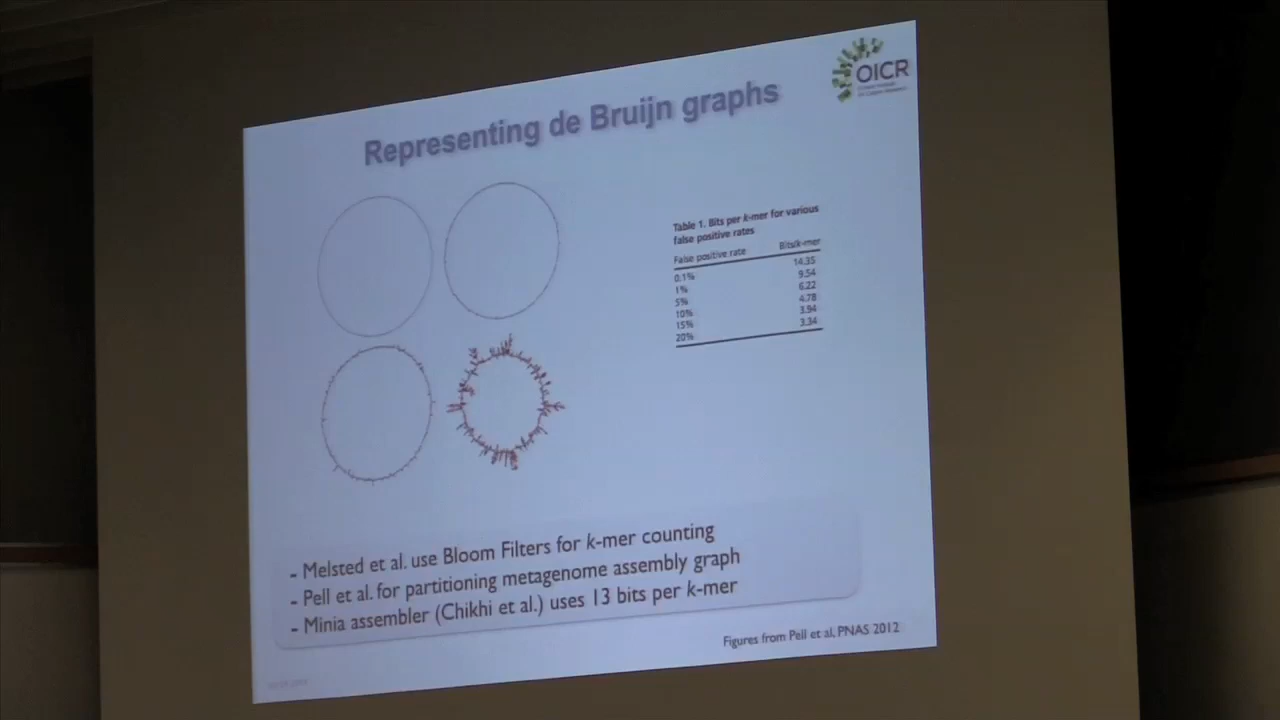 OICR
Representing de Bruijn graphs
Table 1. Bits per k-mer for various
false positive rates
False positive rate Bits/k-mer
0.1% 14.35
1% 9.54
5% 6.22
10% 4.78
15% 3.94
20% 3.34
- Melsted et al. use Bloom Filters for k-mer counting
- Pell et al. for partitioning metagenome assembly graph
- Minia assembler (Chikhi et al.) uses 13 bits per k-mer
Figures from Pell et al, PNAS 2012